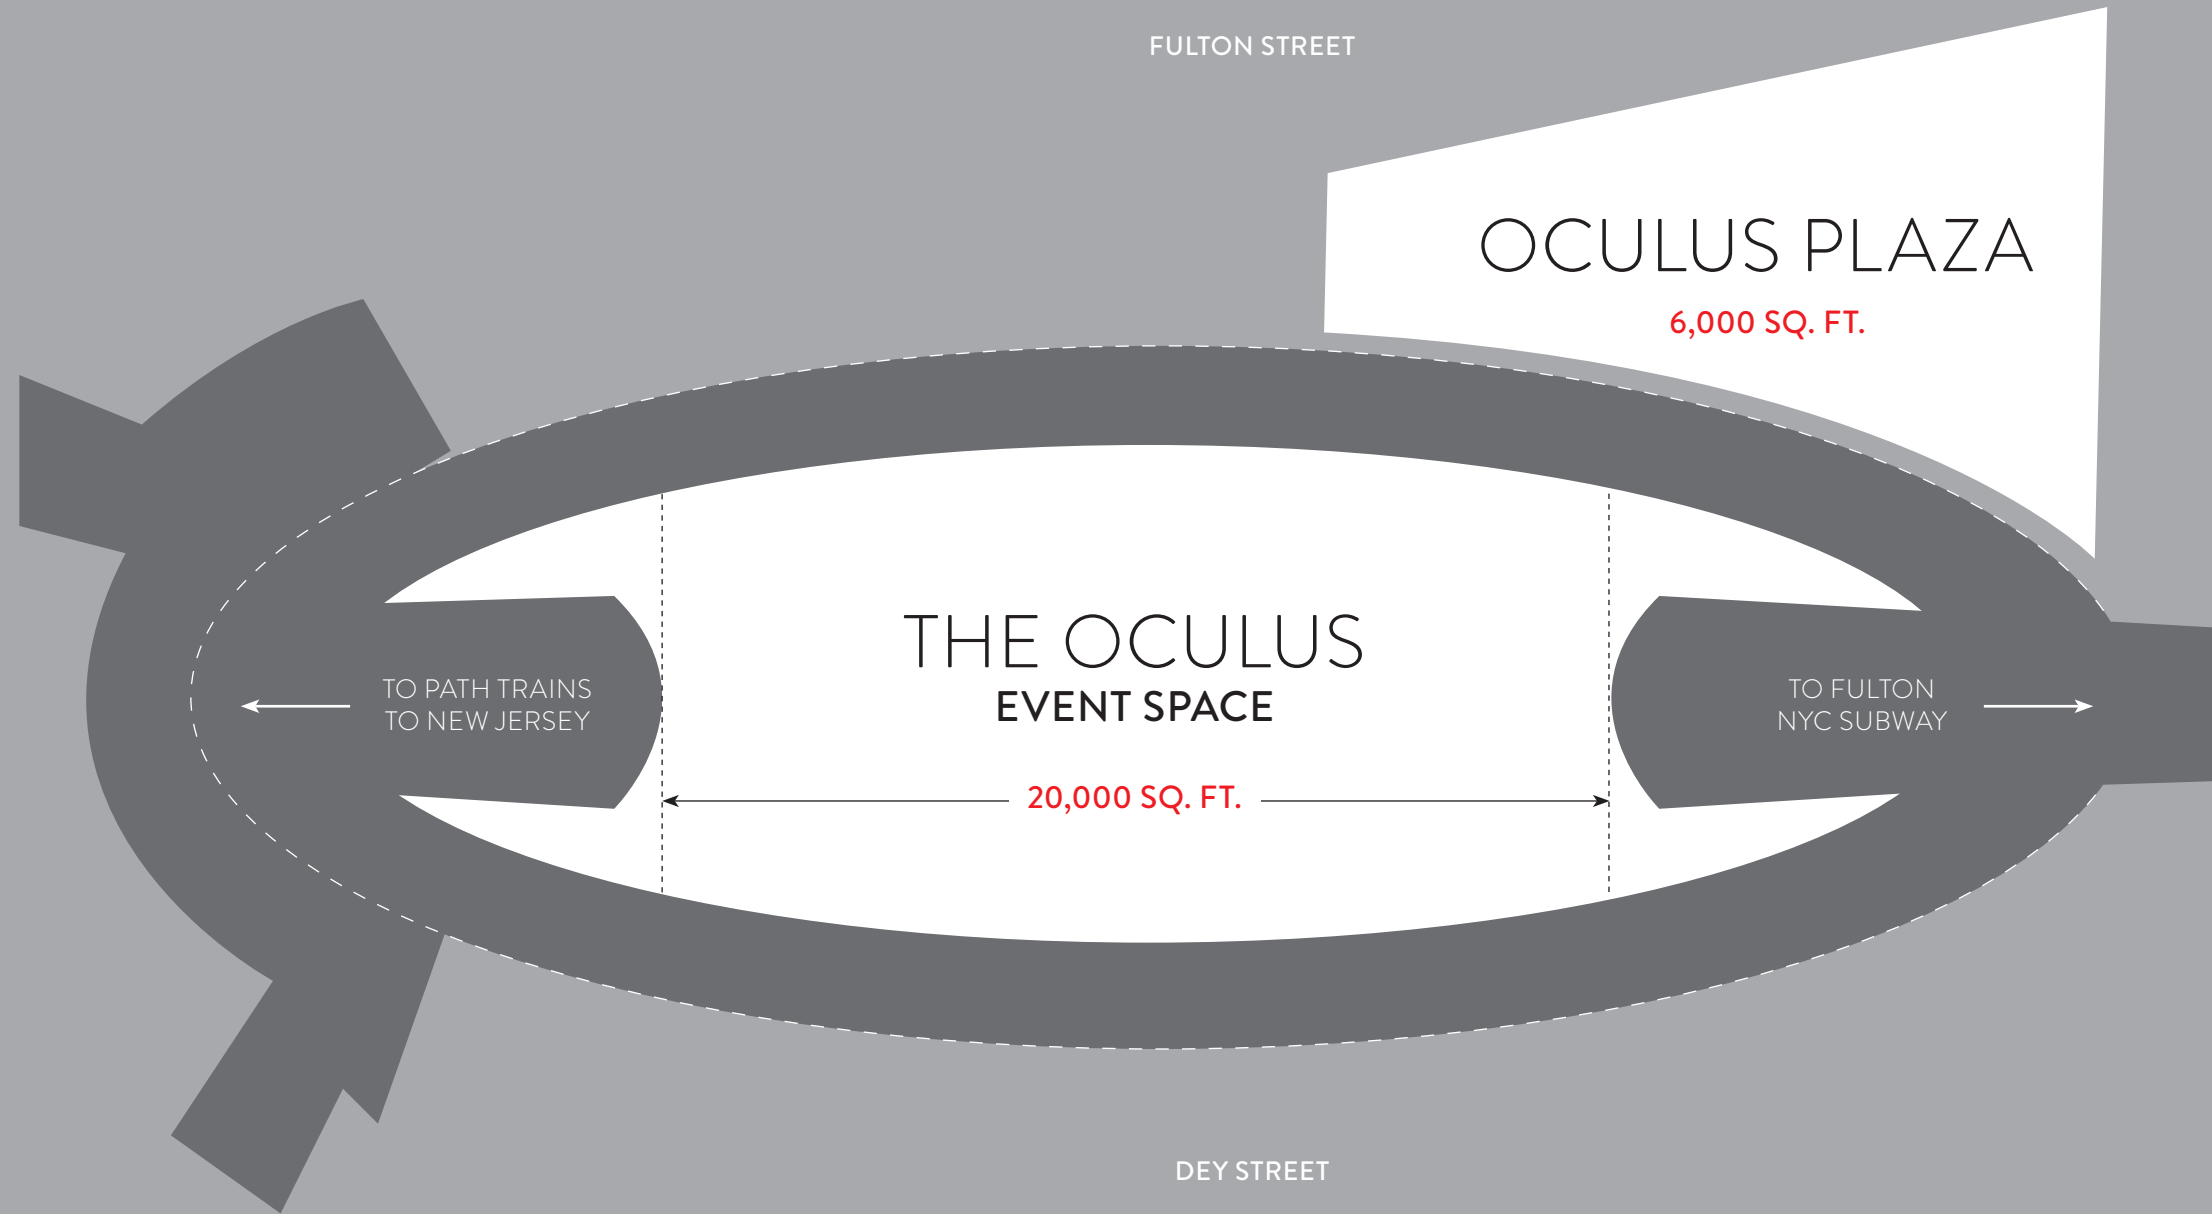 FULTON STREET
OCULUS PLAZA
6,000 SQ. FT.
THE OCULUS
EVENT SPACE
TO PATH TRAINS
TO NEW JERSEY
TO FULTON
NYC SUBWAY
20,000 SQ. FT.
DEY STREET